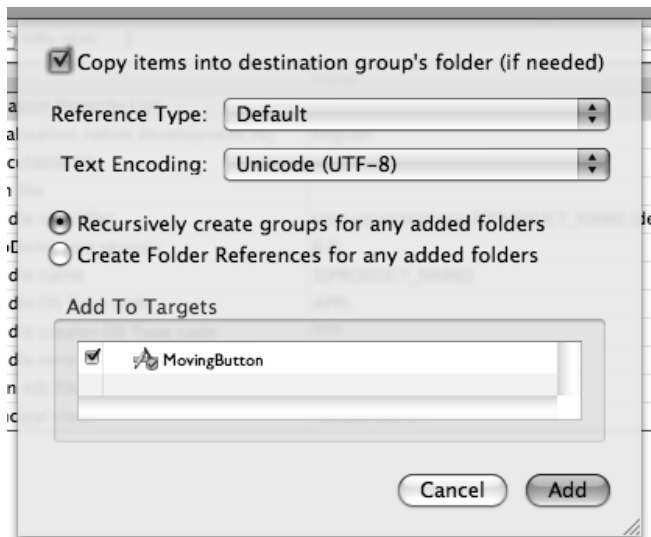 Copy items into destination group's folder (if needed)
Reference Type: Default
Text Encoding: Unicode (UTF-8)
Recursively create groups for any added folders
Create Folder References for any added folders
Add To Targets
MovingButton
Cancel Add